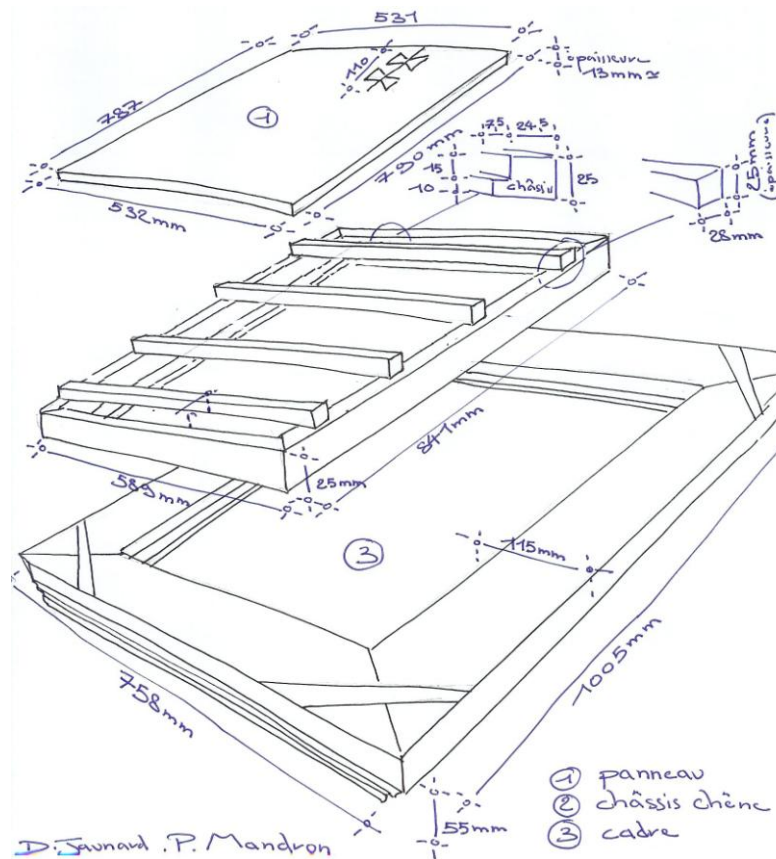 531
110
épaisseur
13mm ≃
787
①
790mm
532mm
7,5 24,5
15
10
châssis
25
25mm
(épaisseur)
28mm
841mm
589mm
25mm
③
115mm
758mm
1005mm
55mm
① panneau
② châssis chêne
③ cadre
D. Jaunard . P. Mandron